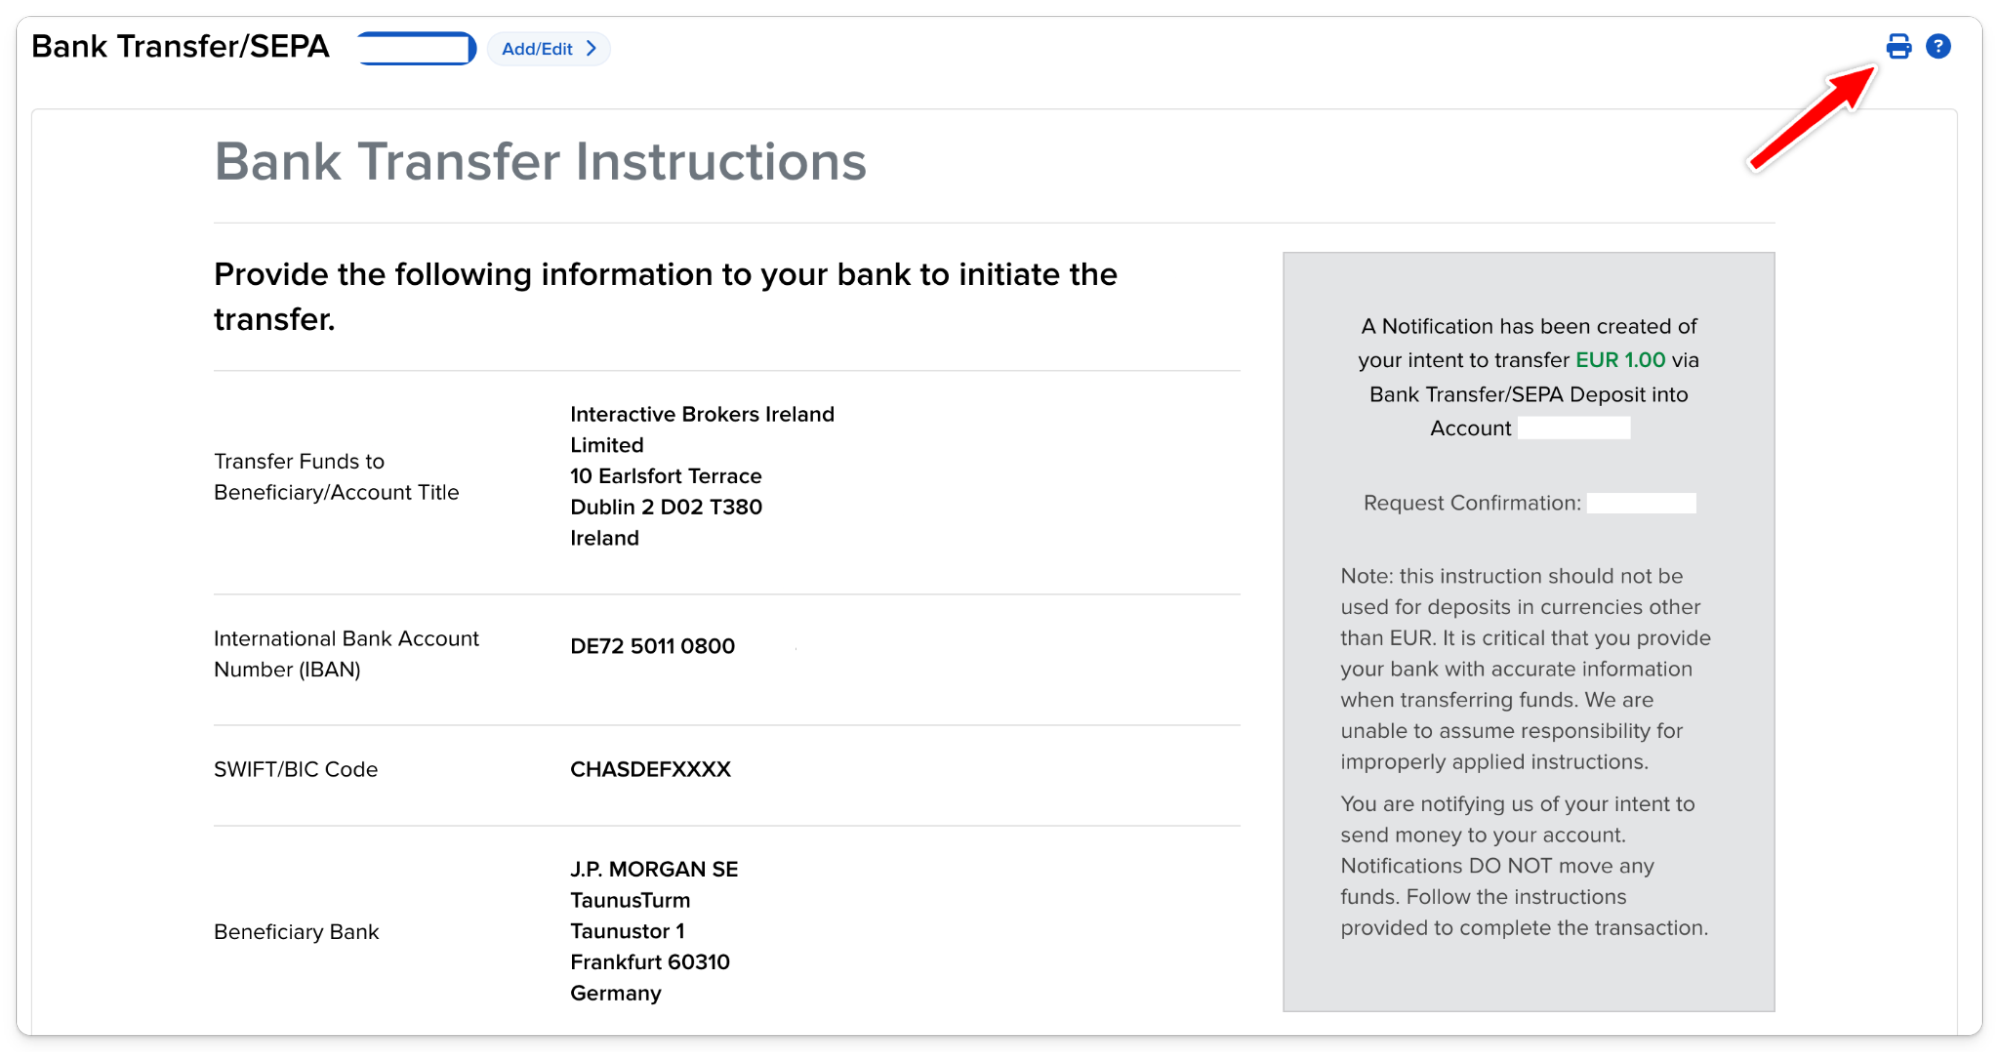 Bank Transfer/SEPA
Add/Edit
?
Bank Transfer Instructions
Provide the following information to your bank to initiate the
transfer.
Transfer Funds to
Beneficiary/Account Title
Interactive Brokers Ireland
Limited
10 Earlsfort Terrace
Dublin 2 D02 T380
Ireland
International Bank Account
Number (IBAN)
DE72 5011 0800
SWIFT/BIC Code
CHASDEFXXXX
Beneficiary Bank
J.P. MORGAN SE
TaunusTurm
Taunustor 1
Frankfurt 60310
Germany
A Notification has been created of
your intent to transfer EUR 1.00 via
Bank Transfer/SEPA Deposit into
Account
Request Confirmation:
Note: this instruction should not be
used for deposits in currencies other
than EUR. It is critical that you provide
your bank with accurate information
when transferring funds. We are
unable to assume responsibility for
improperly applied instructions.
You are notifying us of your intent to
send money to your account.
Notifications DO NOT move any
funds. Follow the instructions
provided to complete the transaction.